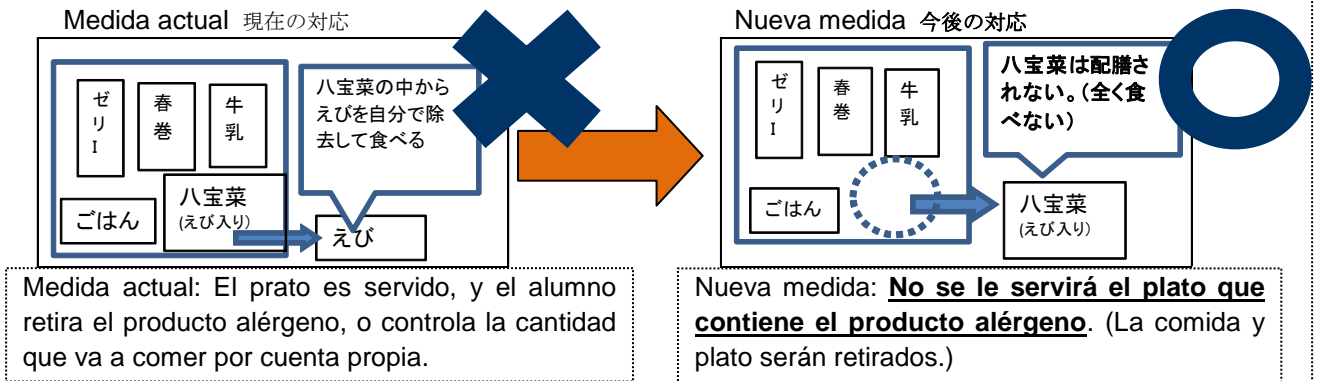 Medida actual 現在の対応
ゼリー
春巻
牛乳
八宝菜の中から
えびを自分で除
去して食べる
ごはん
八宝菜
(えび入り)
えび
Medida actual: El prato es servido, y el alumno
retira el producto alérgeno, o controla la cantidad
que va a comer por cuenta propia.
Nueva medida 今後の対応
ゼリー
春巻
牛乳
八宝菜は配膳さ
れない。(全く食
べない)
ごはん
八宝菜
(えび入り)
Nueva medida: No se le servirá el plato que
contiene el producto alérgeno. (La comida y
plato serán retirados.)